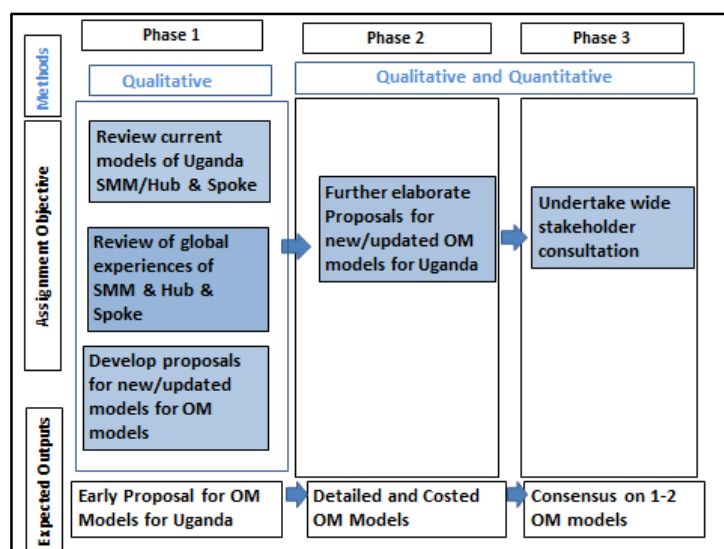 Phase 1
Phase 2
Phase 3
Methods
Qualitative
Qualitative and Quantitative
Assignment Objective
Review current
models of Uganda
SMM/Hub & Spoke
Review of global
experiences of
SMM & Hub &
Spoke
Develop proposals
for new/updated
models for OM
models
Further elaborate
Proposals for
new/updated OM
models for Uganda
Undertake wide
stakeholder
consultation
Expected Outputs
Early Proposal for OM
Models for Uganda
Detailed and Costed
OM Models
Consensus on 1-2
OM models